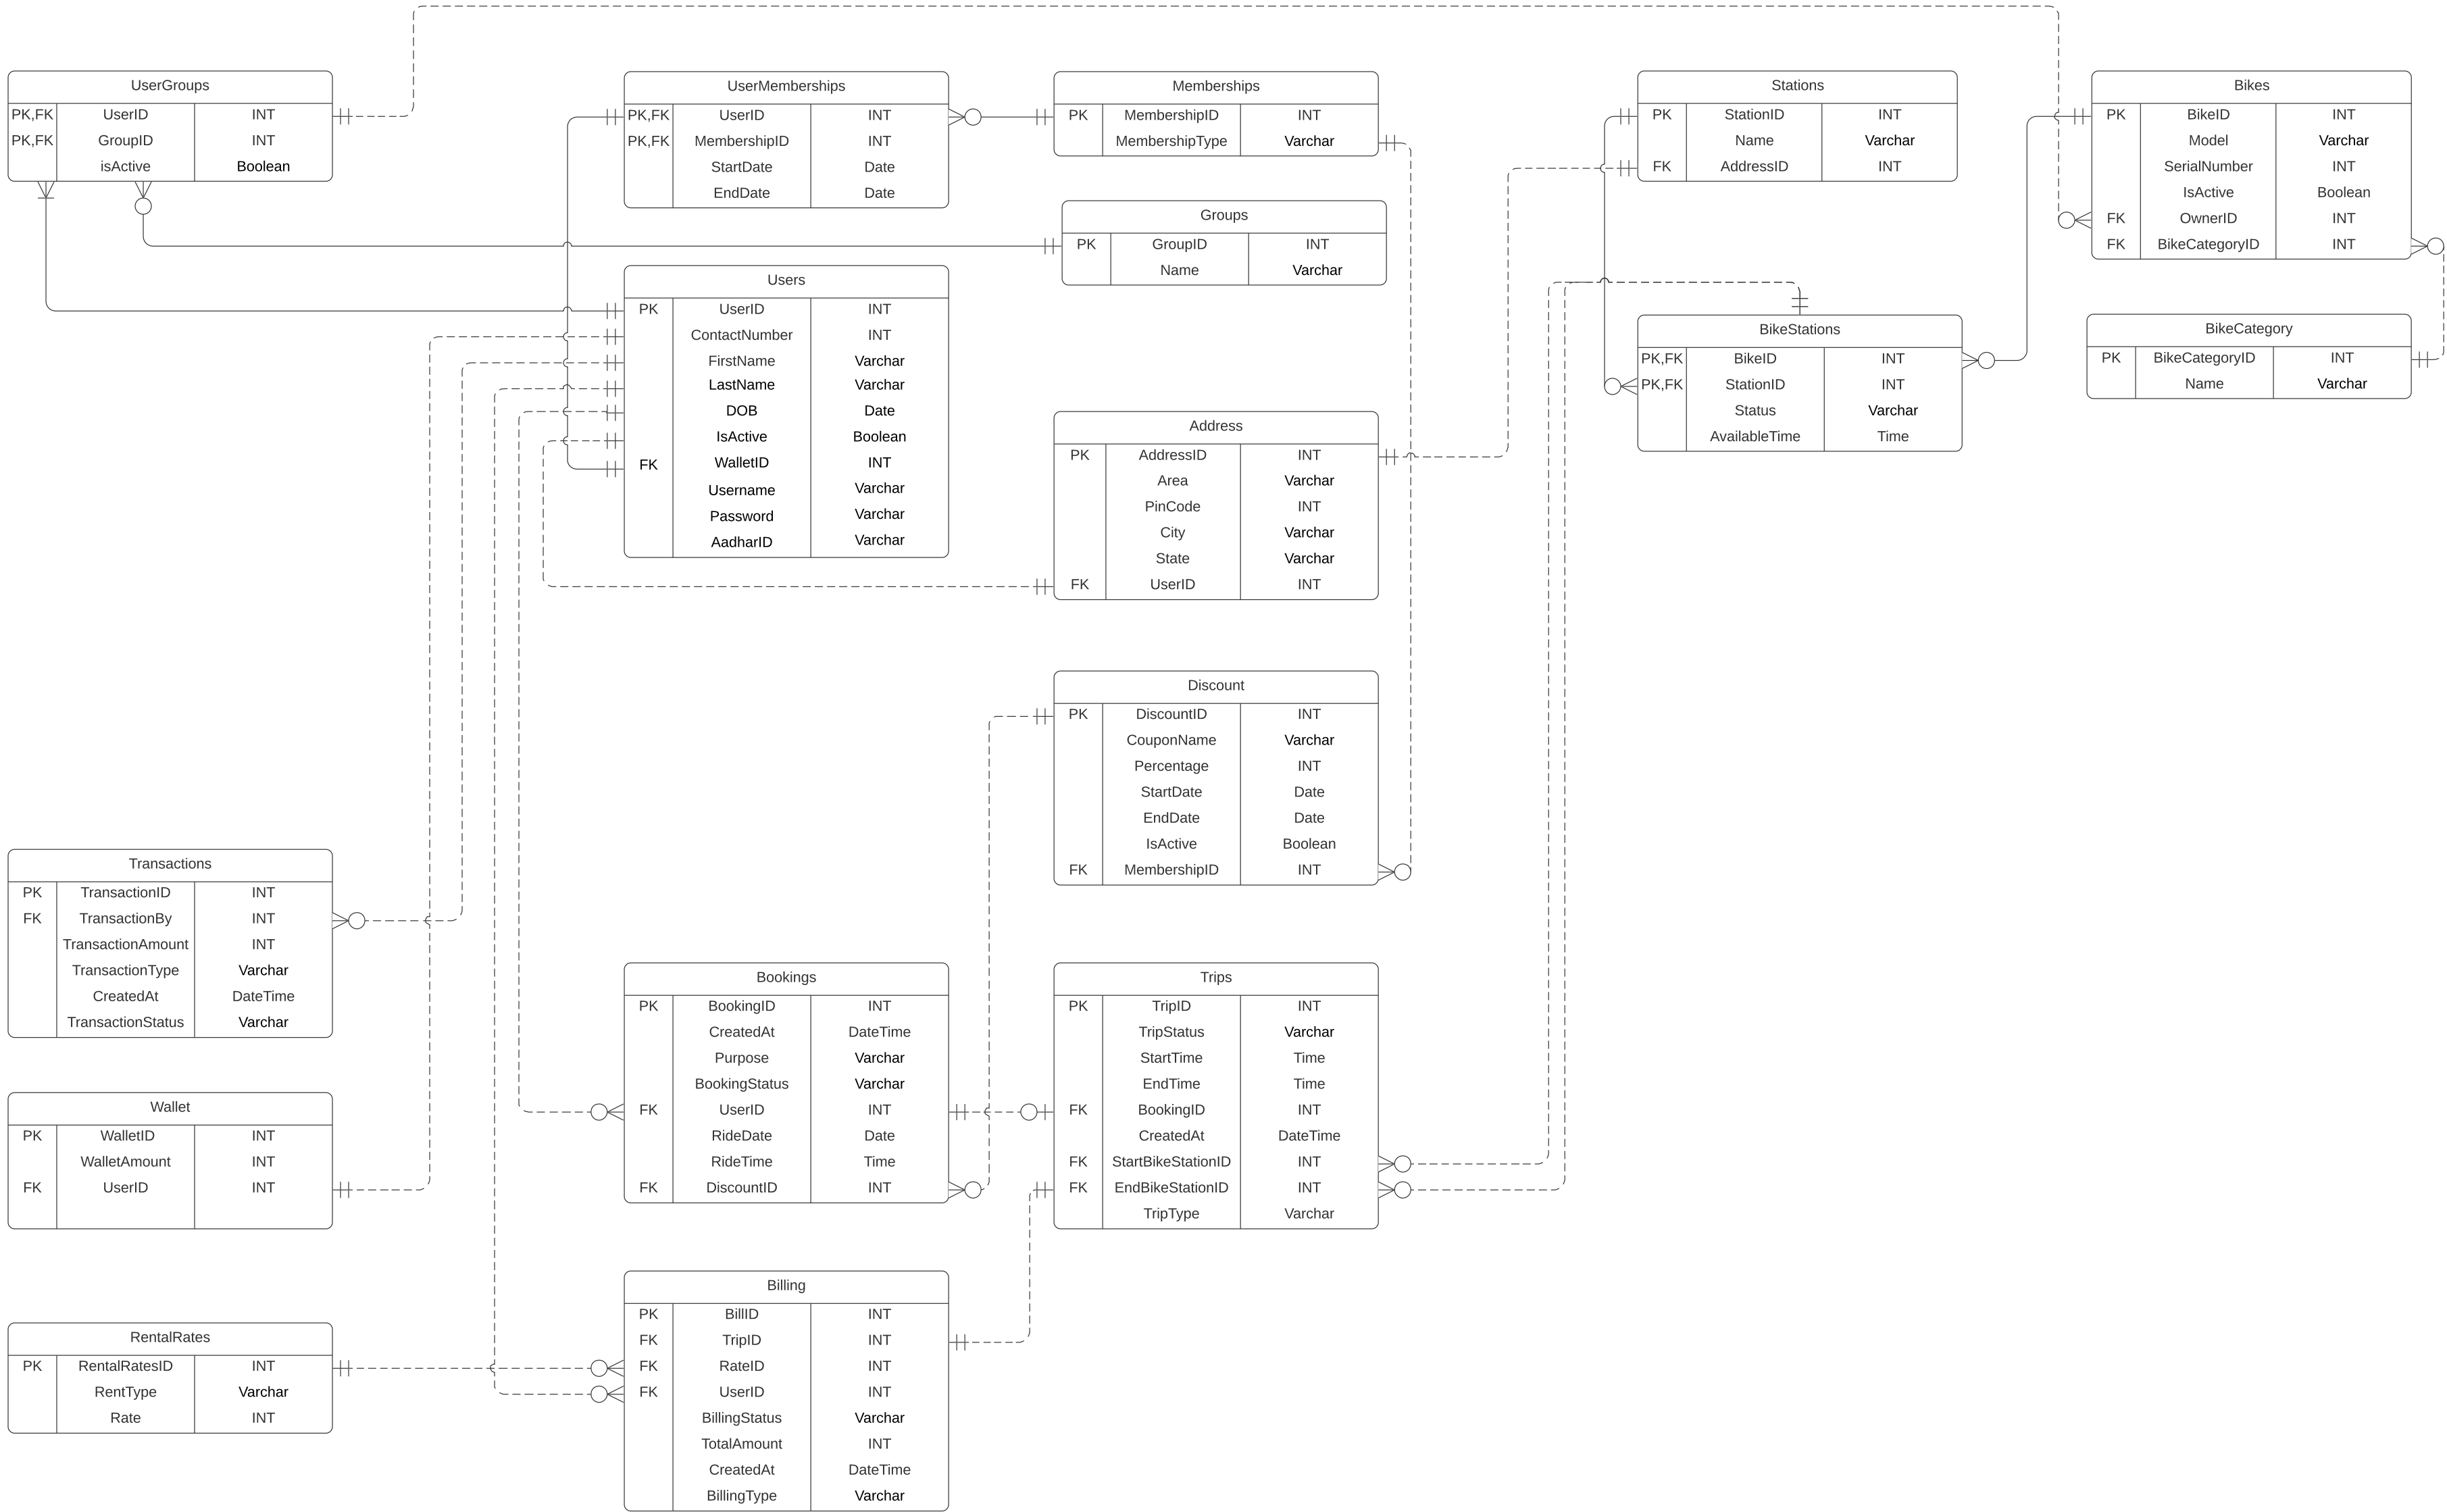 UserGroups
PK,FK UserID INT
PK,FK GroupID INT
isActive Boolean
UserMemberships
PK,FK UserID INT
PK,FK MembershipID INT
StartDate Date
EndDate Date
Memberships
PK MembershipID INT
MembershipType Varchar
Stations
PK StationID INT
Name Varchar
FK AddressID INT
Bikes
PK BikeID INT
Model Varchar
SerialNumber INT
IsActive Boolean
FK OwnerID INT
FK BikeCategoryID INT
Groups
PK GroupID INT
Name Varchar
Users
PK UserID INT
ContactNumber INT
FirstName Varchar
LastName Varchar
DOB Date
IsActive Boolean
FK WalletID INT
Username Varchar
Password Varchar
AadharID Varchar
BikeStations
PK,FK BikeID INT
PK,FK StationID INT
Status Varchar
AvailableTime Time
BikeCategory
PK BikeCategoryID INT
Name Varchar
Address
PK AddressID INT
Area Varchar
PinCode INT
City Varchar
State Varchar
FK UserID INT
Discount
PK DiscountID INT
CouponName Varchar
Percentage INT
StartDate Date
EndDate Date
IsActive Boolean
FK MembershipID INT
Transactions
PK TransactionID INT
FK TransactionBy INT
TransactionAmount INT
TransactionType Varchar
CreatedAt DateTime
TransactionStatus Varchar
Bookings
PK BookingID INT
CreatedAt DateTime
Purpose Varchar
BookingStatus Varchar
FK UserID INT
RideDate Date
RideTime Time
FK DiscountID INT
Trips
PK TripID INT
TripStatus Varchar
StartTime Time
EndTime Time
FK BookingID INT
CreatedAt DateTime
FK StartBikeStationID INT
FK EndBikeStationID INT
TripType Varchar
Wallet
PK WalletID INT
WalletAmount INT
FK UserID INT
Billing
PK BillID INT
FK TripID INT
FK RateID INT
FK UserID INT
BillingStatus Varchar
TotalAmount INT
CreatedAt DateTime
BillingType Varchar
RentalRates
PK RentalRatesID INT
RentType Varchar
Rate INT